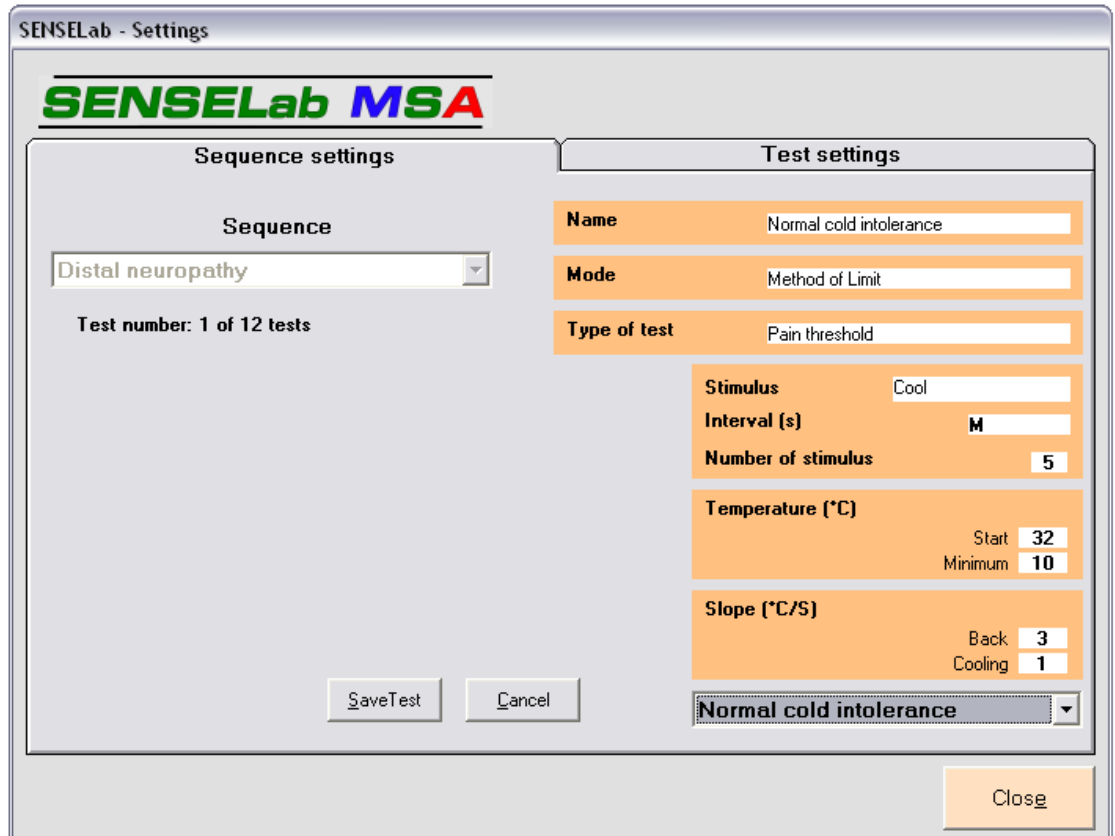 SENSELab - Settings
SENSELab MSA
Sequence settings
Test settings
Sequence
Distal neuropathy
Test number: 1 of 12 tests
Name Normal cold intolerance
Mode Method of Limit
Type of test Pain threshold
Stimulus Cool
Interval (s) M
Number of stimulus 5
Temperature (°C)
Start 32
Minimum 10
Slope (°C/S)
Back 3
Cooling 1
SaveTest
Cancel
Normal cold intolerance
Close